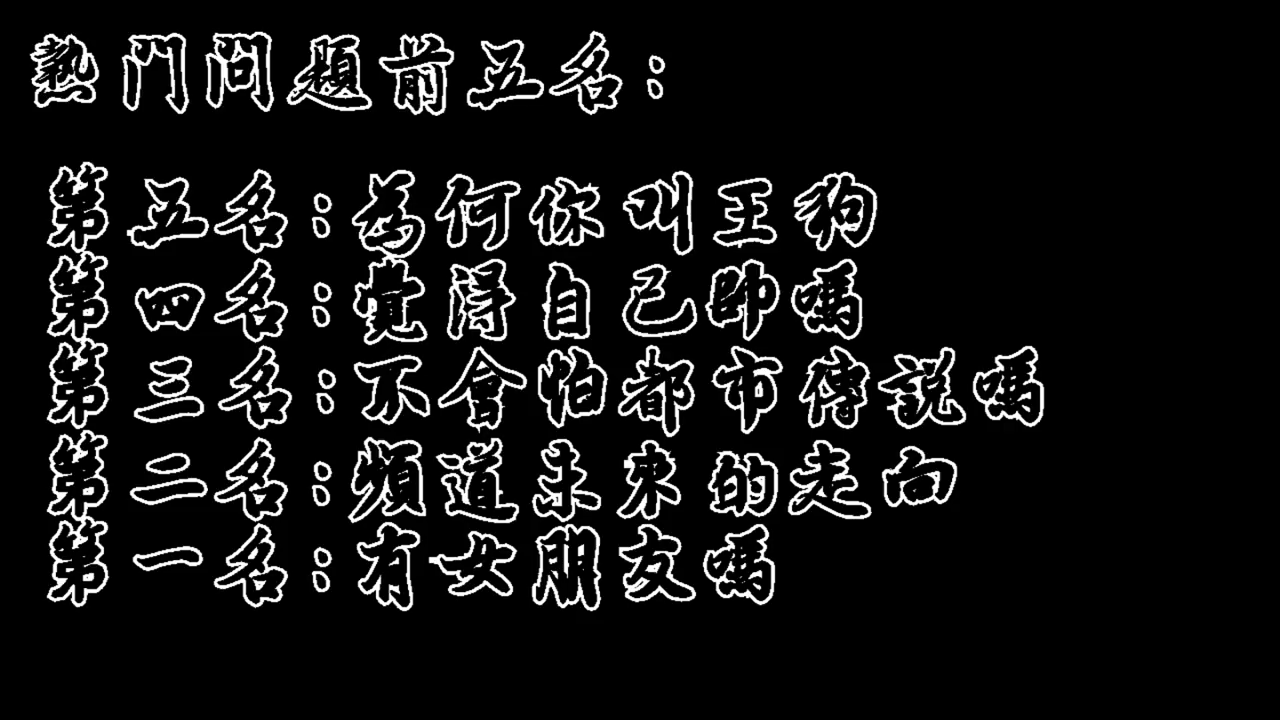 熱門問題前五名:
第五名:為何你叫王狗
第四名:覺得自己帥嗎
第三名:不會怕都市傳說嗎
第二名:頻道未來的走向
第一名:有女朋友嗎